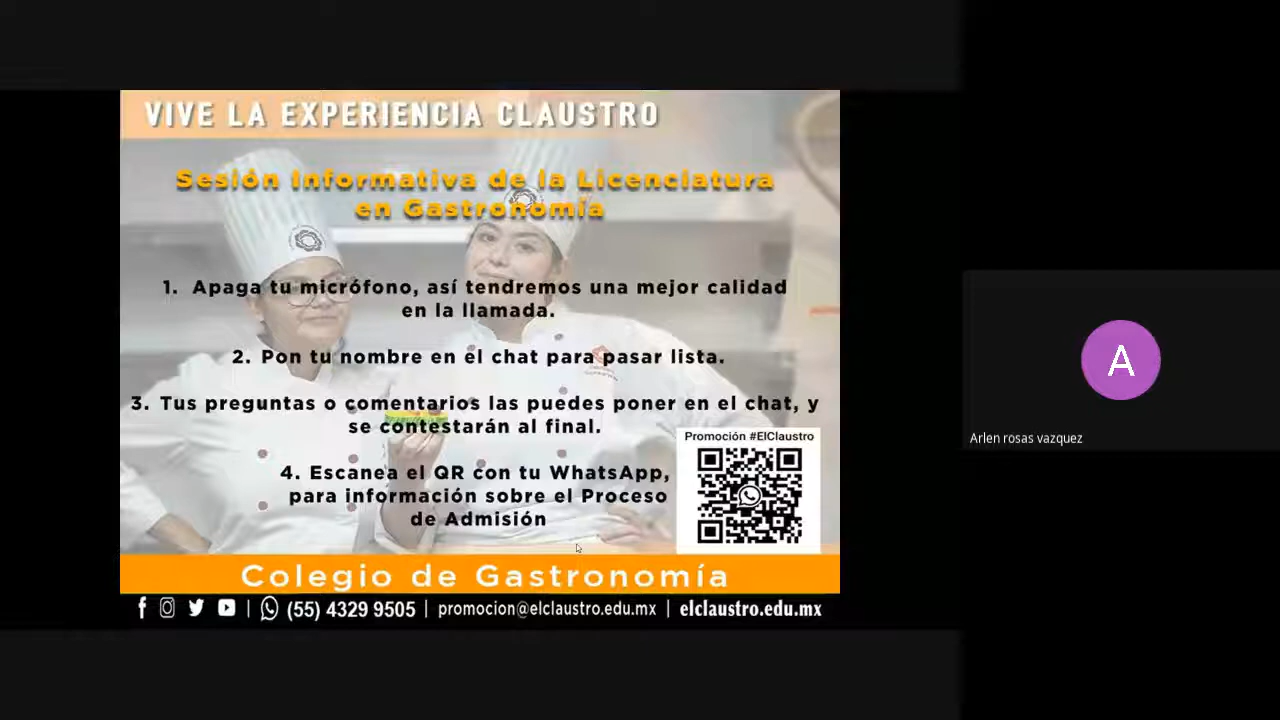 VIVE LA EXPERIENCIA CLAUSTRO
Sesión Informativa de la Licenciatura
en Gastronomía
1. Apaga tu micrófono, así tendremos una mejor calidad
en la llamada.
2. Pon tu nombre en el chat para pasar lista.
3. Tus preguntas o comentarios las puedes poner en el chat, y
se contestarán al final.
4. Escanea el QR con tu WhatsApp,
para información sobre el Proceso
de Admisión
Promoción #ElClaustro
Colegio de Gastronomía
(55) 4329 9505 | promocion@elclaustro.edu.mx | elclaustro.edu.mx
A
Arlen rosas vazquez